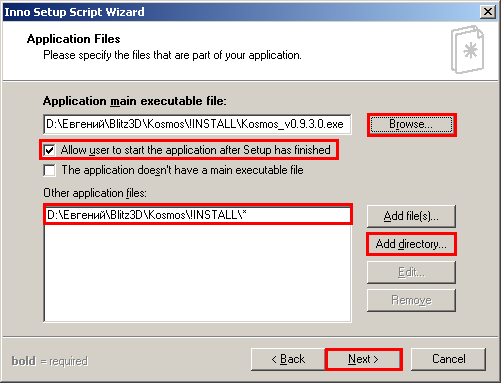 Inno Setup Script Wizard
Application Files
Please specify the files that are part of your application.
Application main executable file:
D:\Евгений\Blitz3D\Kosmos\!INSTALL\Kosmos_v0.9.3.0.exe
Browse...
Allow user to start the application after Setup has finished
The application doesn't have a main executable file
Other application files:
D:\Евгений\Blitz3D\Kosmos\!INSTALL\*
Add file(s)...
Add directory...
Edit...
Remove
bold = required
< Back
Next >
Cancel